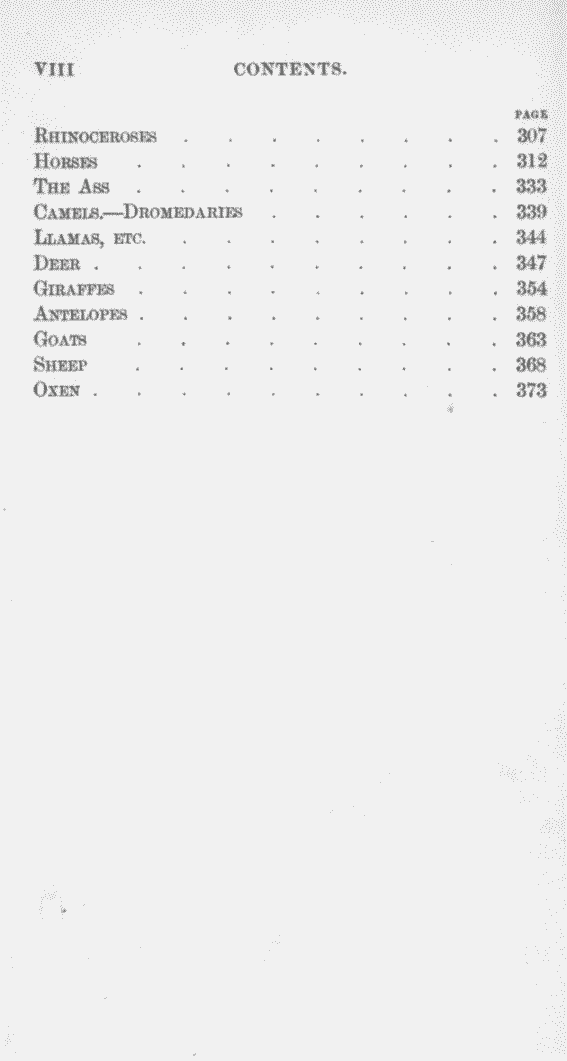 VIII CONTENTS.
PAGE
RHINOCEROSES . . . . . . . . 307
HORSES . . . . . . . . . 312
THE ASS . . . . . . . . . 333
CAMELS.—DROMEDARIES . . . . . . 339
LLAMAS, ETC. . . . . . . . . 344
DEER . . . . . . . . . . 347
GIRAFFES . . . . . . . . . 354
ANTELOPES . . . . . . . . . 358
GOATS . . . . . . . . . 363
SHEEP . . . . . . . . . 368
OXEN . . . . . . . . . . 373